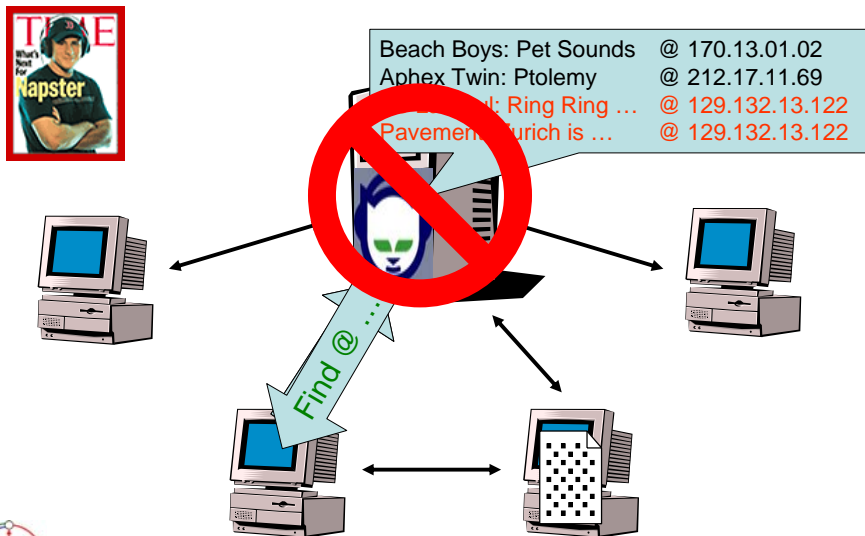 TIME
What's
Next
For
Napster
Beach Boys: Pet Sounds @ 170.13.01.02
Aphex Twin: Ptolemy @ 212.17.11.69
Ring Ring … @ 129.132.13.122
Pavement: Zurich is … @ 129.132.13.122
Find @ …